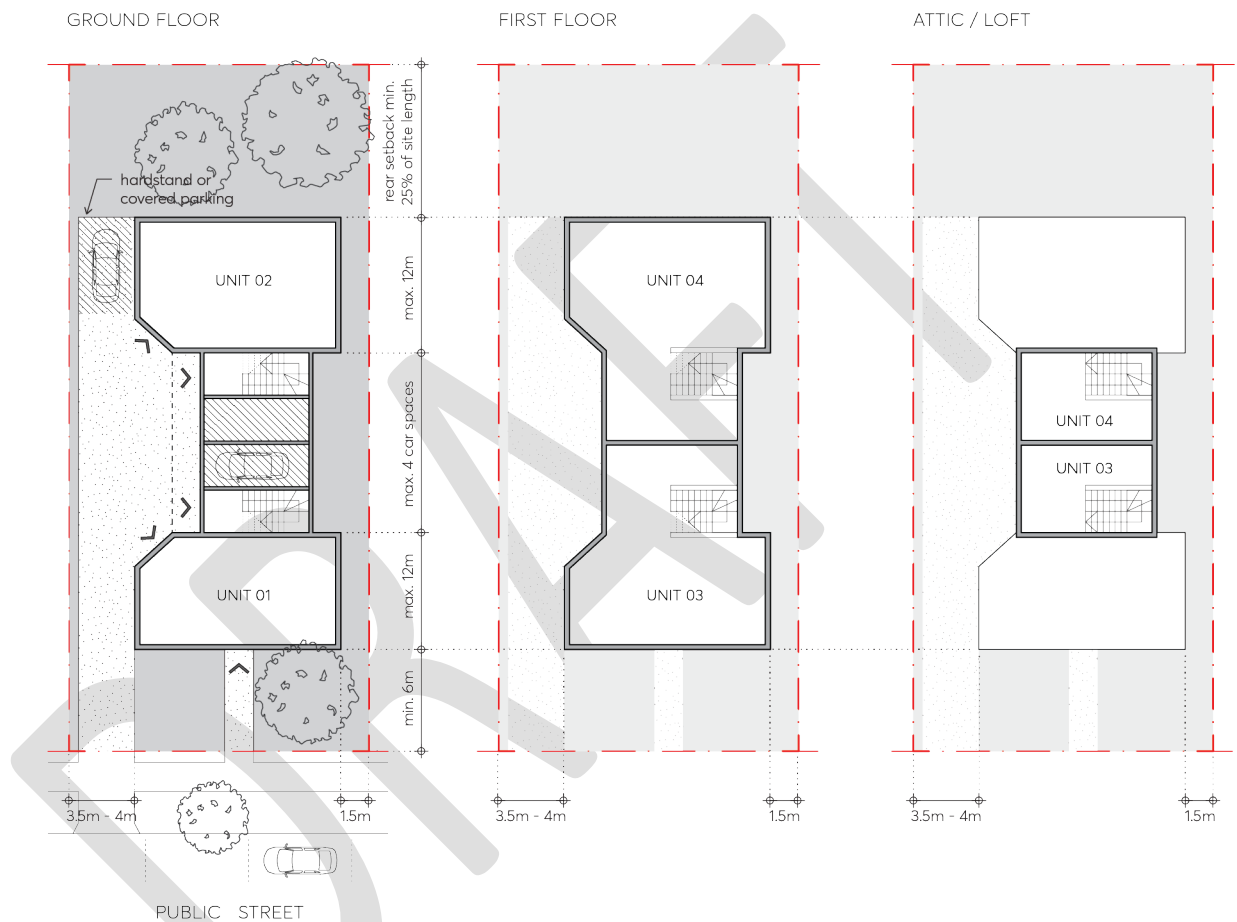 GROUND FLOOR
FIRST FLOOR
ATTIC / LOFT
rear setback min.
25% of site length
hardstand or
covered parking
UNIT 02
max. 12m
UNIT 04
max. 4 car spaces
UNIT 04
UNIT 03
max. 12m
UNIT 01
UNIT 03
min. 6m
3.5m - 4m
1.5m
3.5m - 4m
1.5m
3.5m - 4m
1.5m
PUBLIC STREET
DRAFT